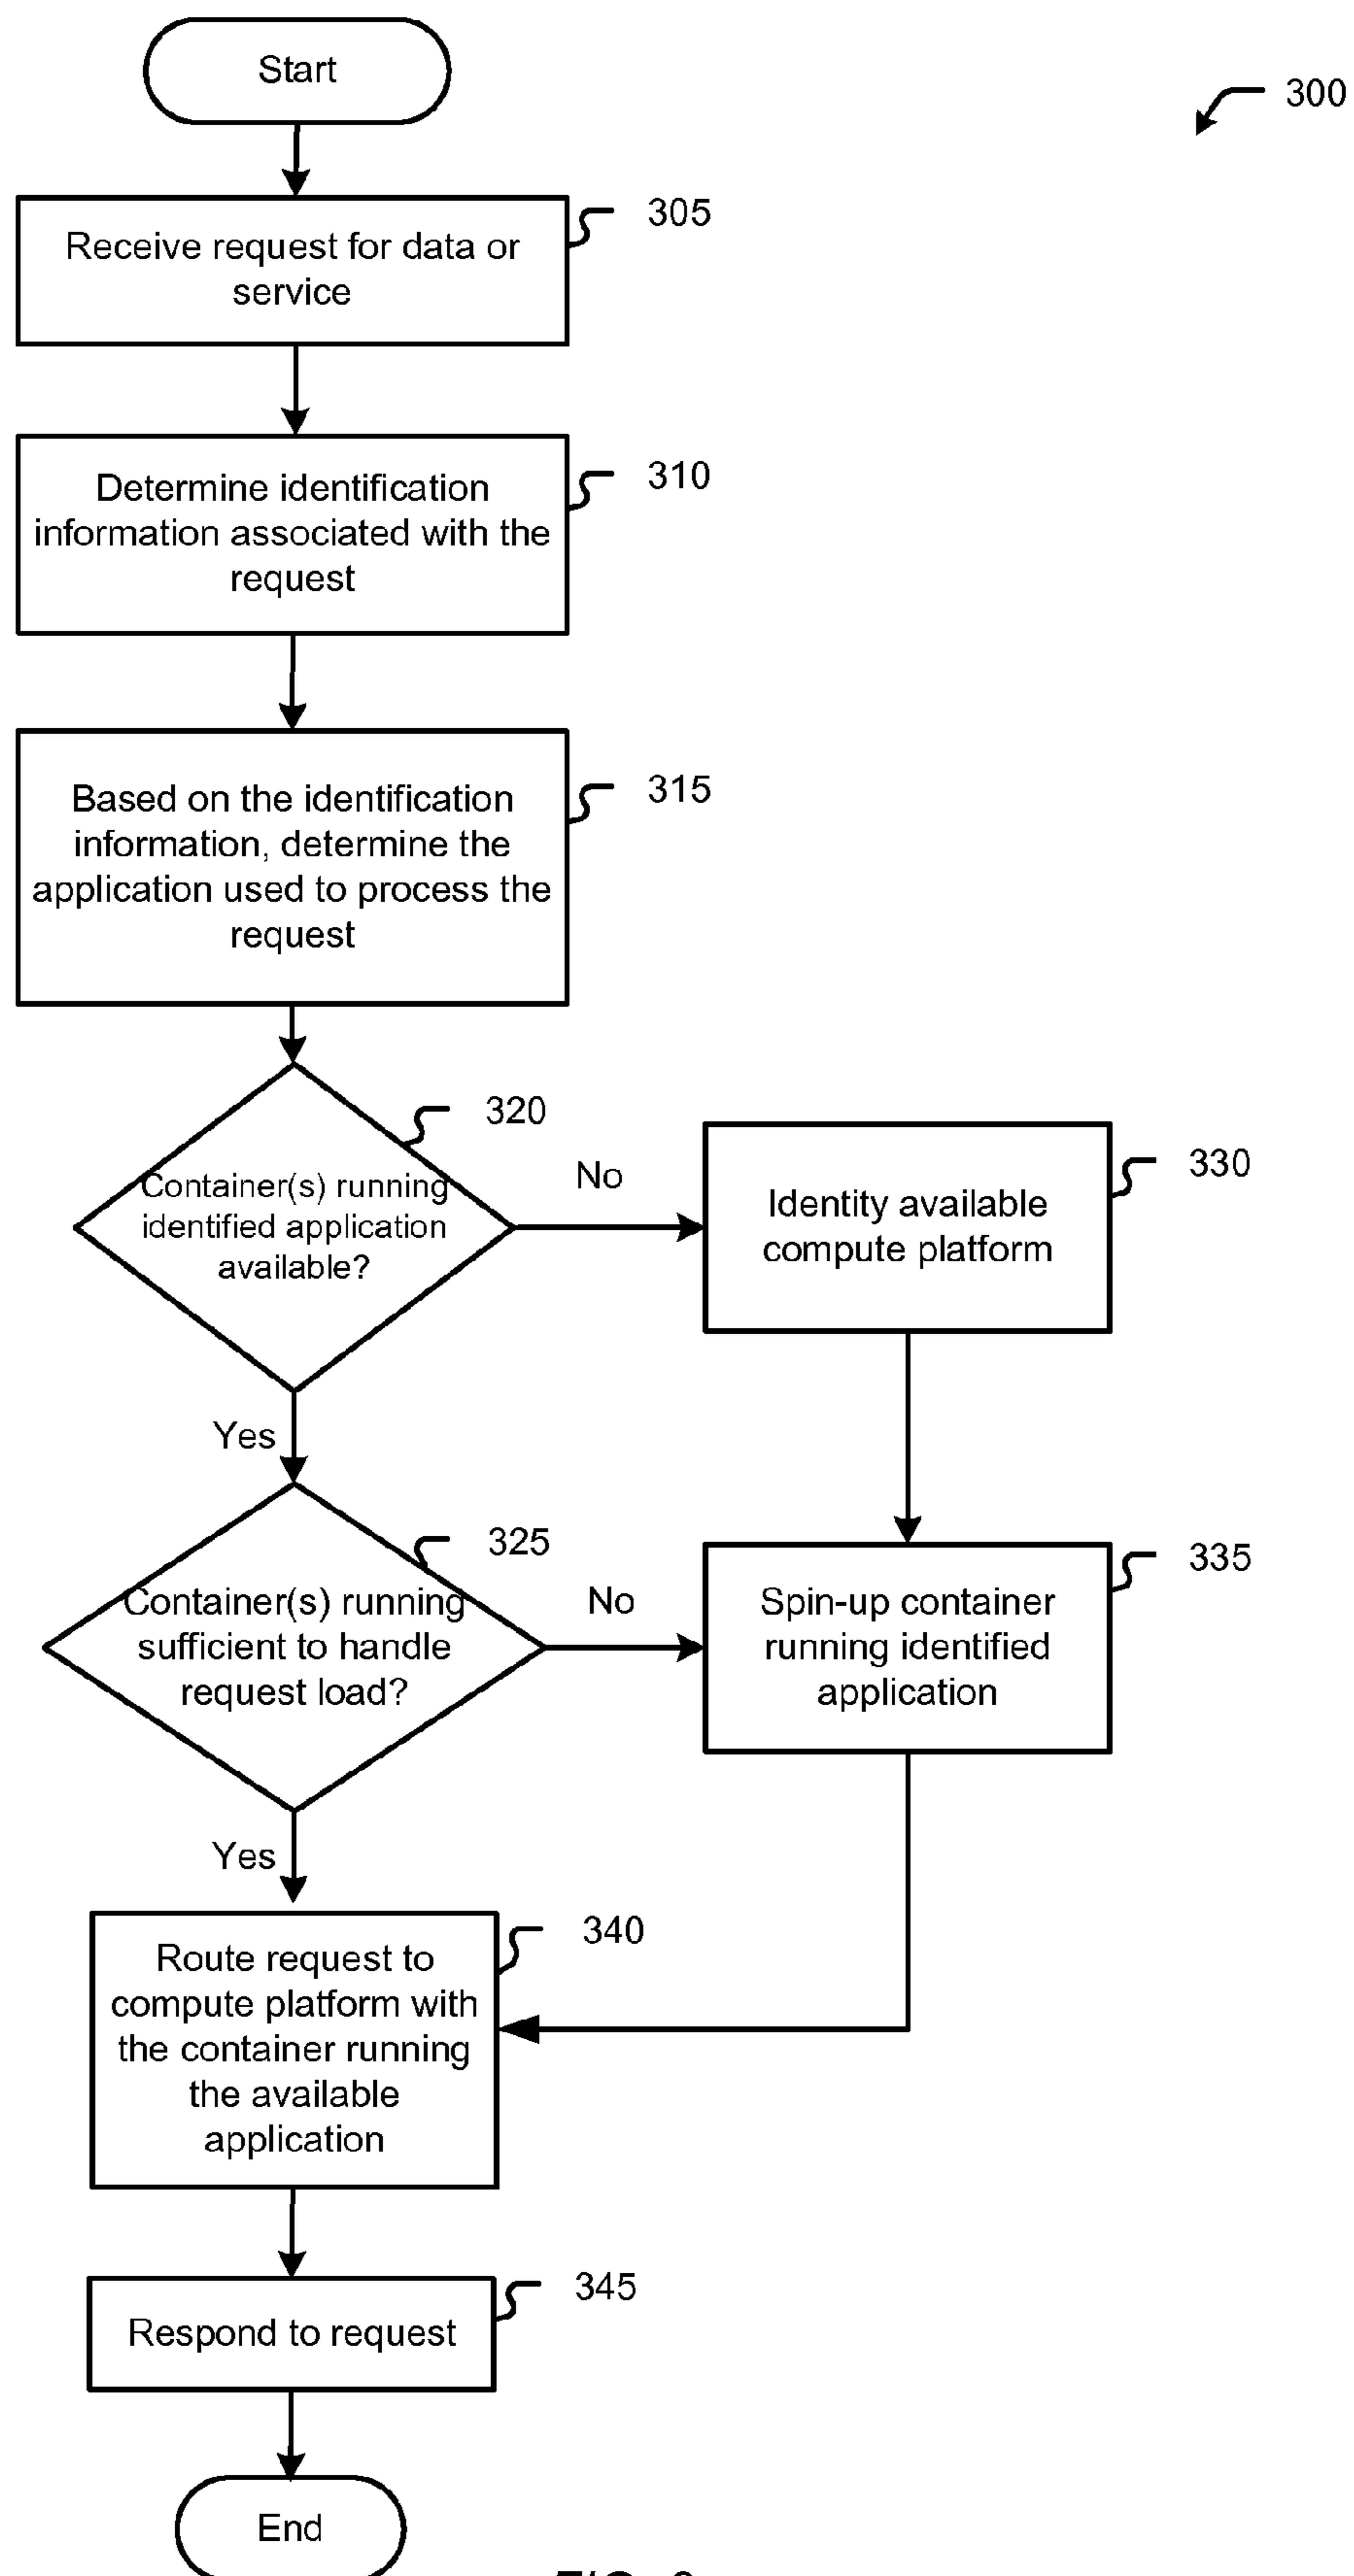 Start
300
305
Receive request for data or
service
310
Determine identification
information associated with the
request
315
Based on the identification
information, determine the
application used to process the
request
320
Container(s) running
identified application
available?
No
330
Identity available
compute platform
Yes
325
Container(s) running
sufficient to handle
request load?
No
335
Spin-up container
running identified
application
Yes
340
Route request to
compute platform with
the container running
the available
application
345
Respond to request
End